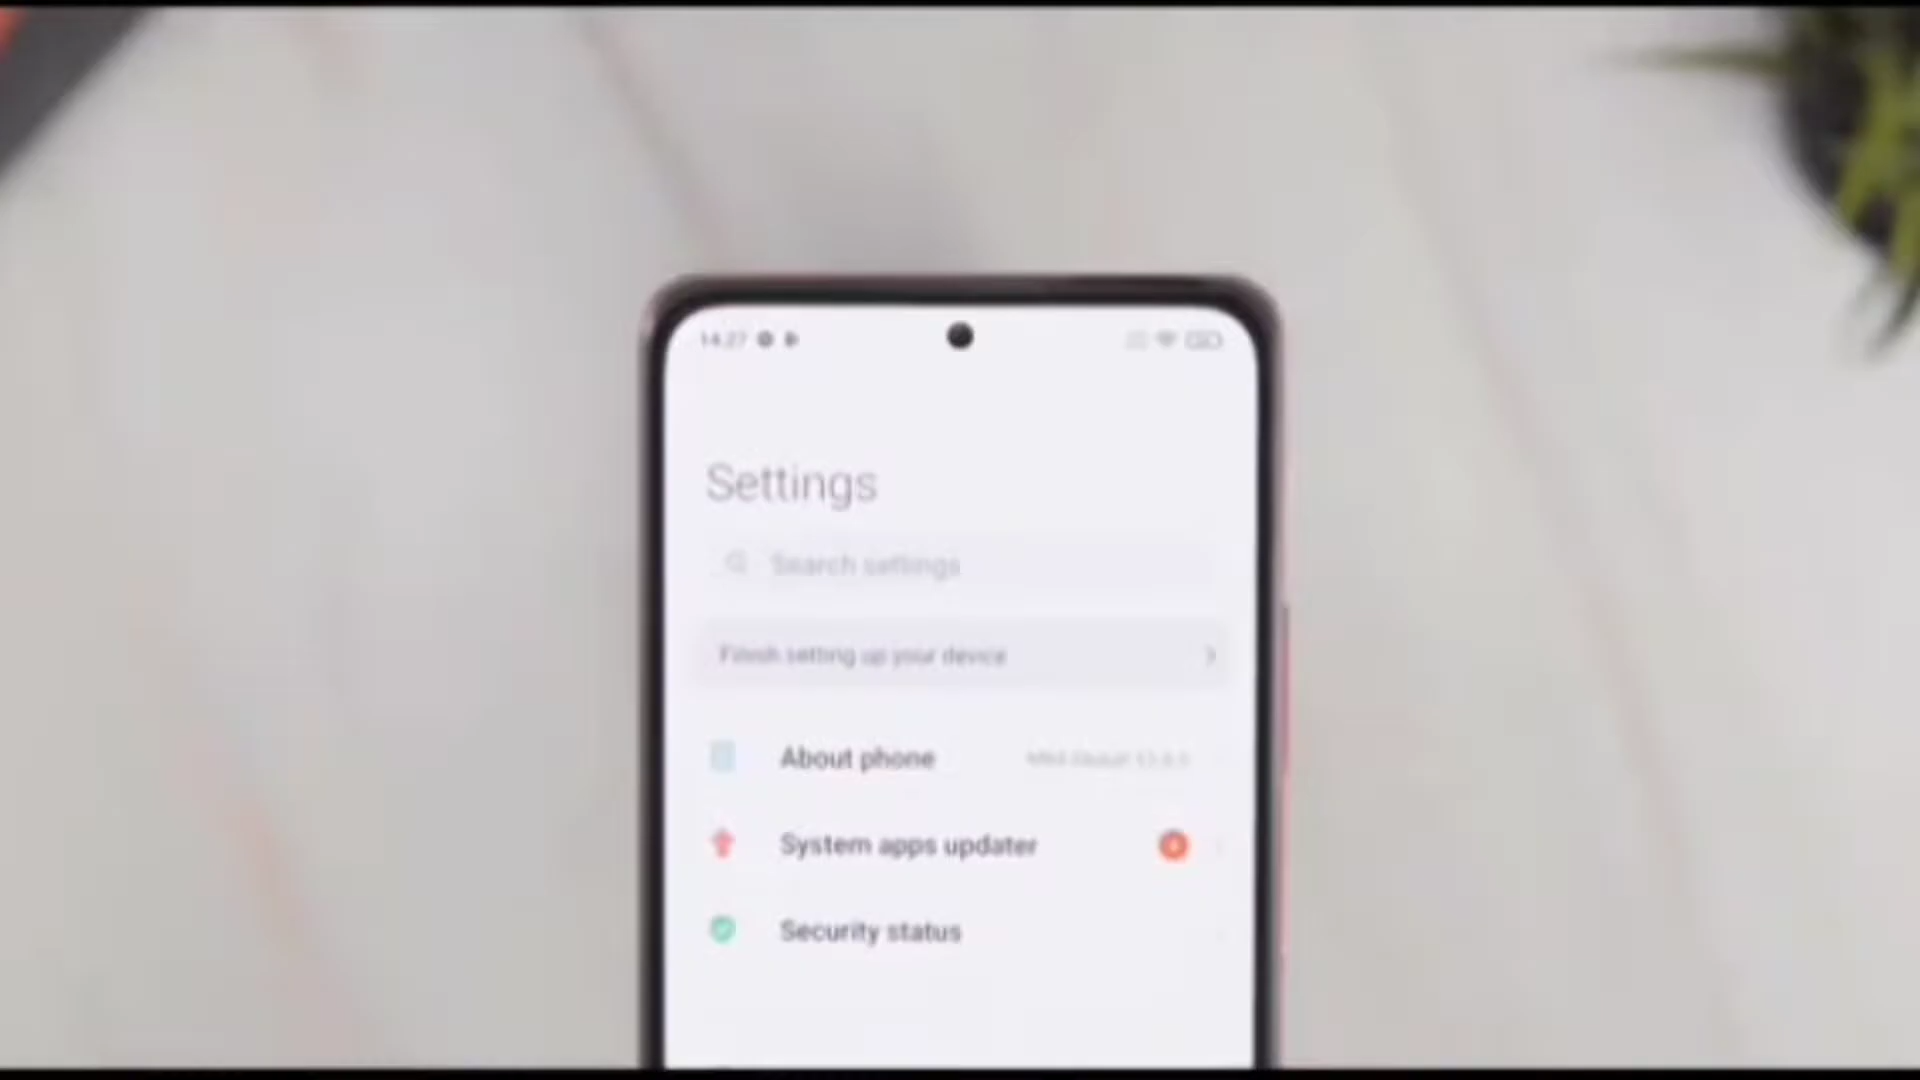 14:27
Settings
Search settings
Finish setting up your device
About phone
System apps updater
Security status